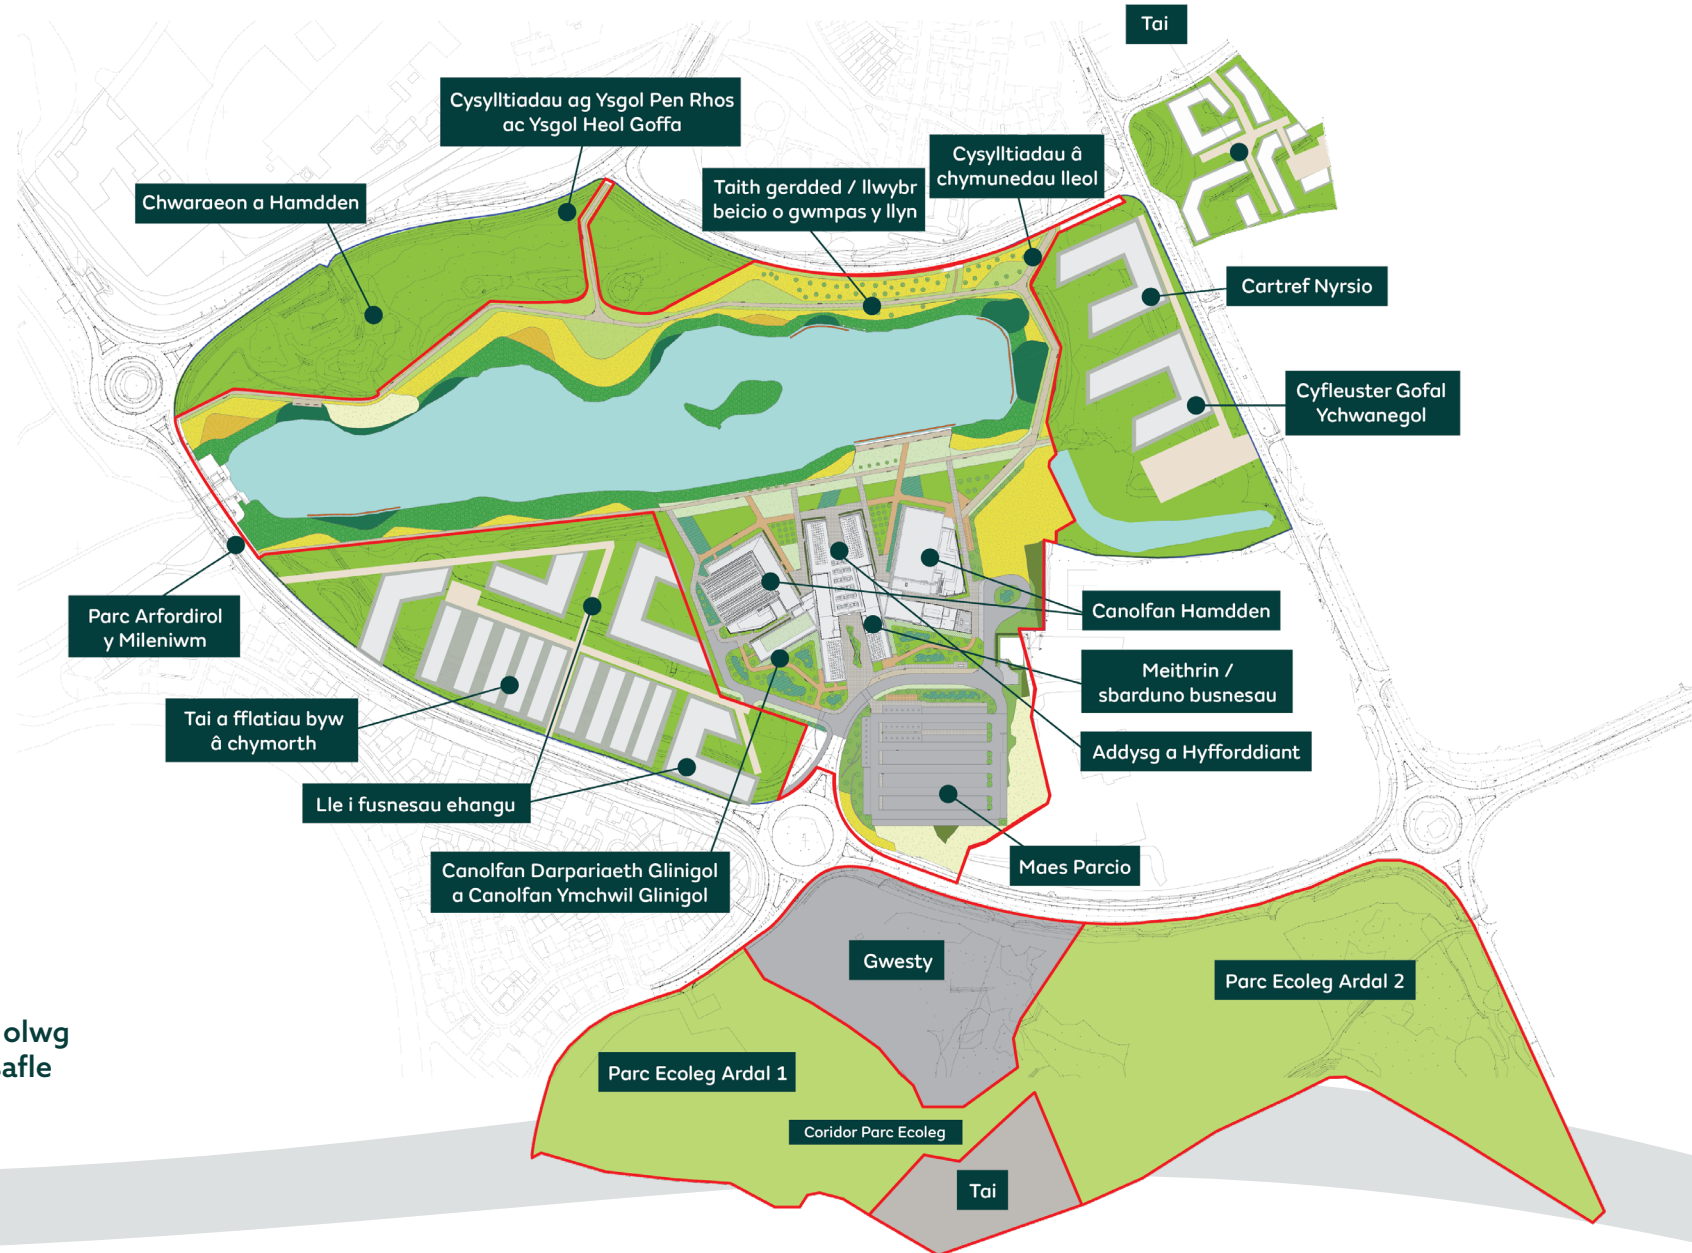 Tai
Cysylltiadau ag Ysgol Pen Rhos
ac Ysgol Heol Goffa
Cysylltiadau â
chymunedau lleol
Taith gerdded / llwybr
beicio o gwmpas y llyn
Chwaraeon a Hamdden
Cartref Nyrsio
Cyfleuster Gofal
Ychwanegol
Parc Arfordirol
y Mileniwm
Canolfan Hamdden
Meithrin /
sbarduno busnesau
Tai a fflatiau byw
â chymorth
Addysg a Hyfforddiant
Lle i fusnesau ehangu
Canolfan Darpariaeth Glinigol
a Canolfan Ymchwil Glinigol
Maes Parcio
Gwesty
Parc Ecoleg Ardal 2
olwg
afle
Parc Ecoleg Ardal 1
Coridor Parc Ecoleg
Tai